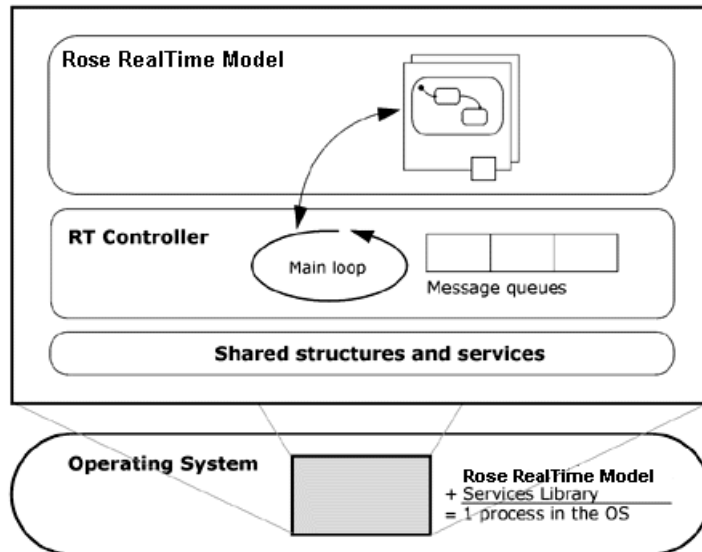 Rose RealTime Model
RT Controller
Main loop
Message queues
Shared structures and services
Operating System
Rose RealTime Model
+ Services Library
= 1 process in the OS